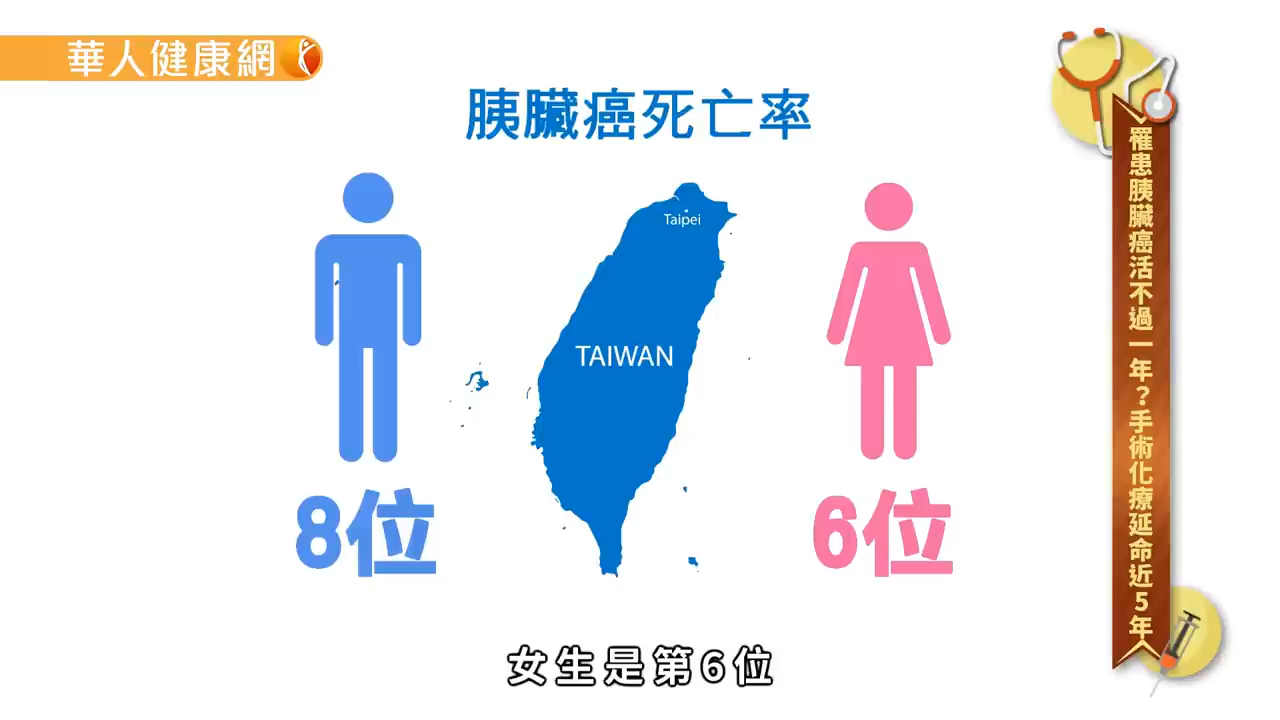 華人健康網
胰臟癌死亡率
Taipei
TAIWAN
8位
6位
女生是第6位
罹患胰臟癌活不過一年？手術化療延命近5年